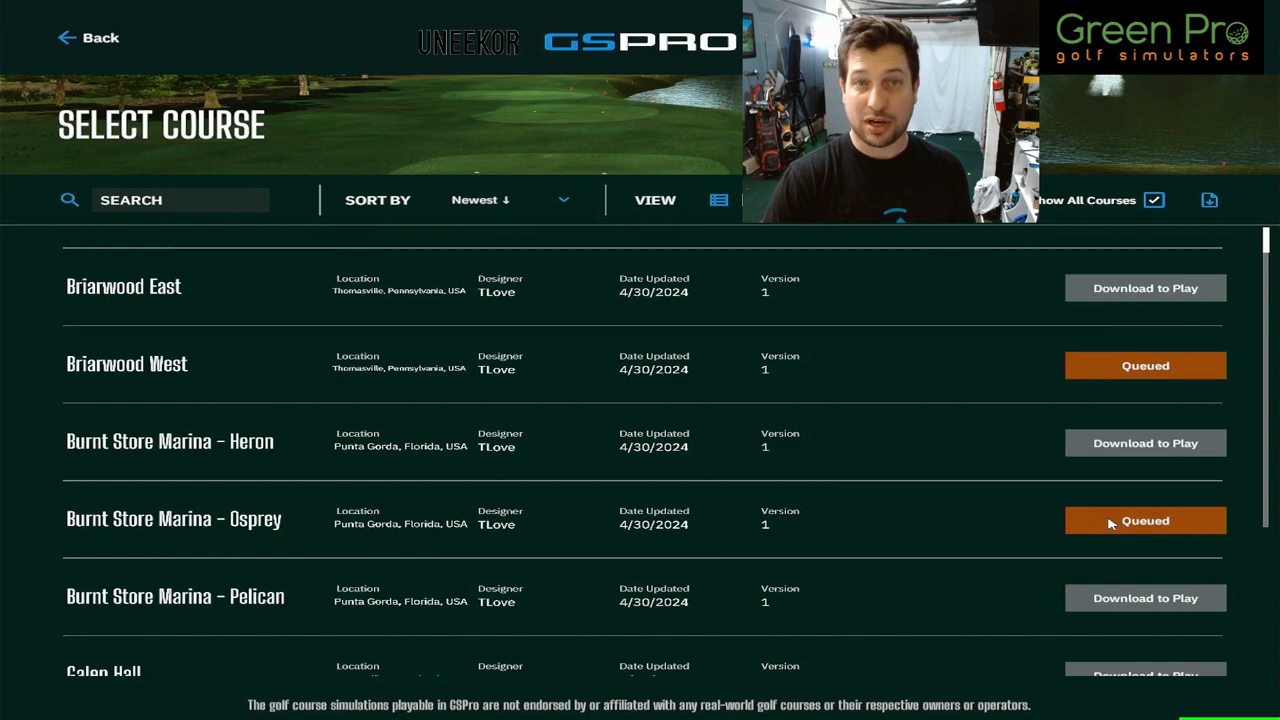 Back
UNEEKOR GSPRO
Green Pro
golf simulators
SELECT COURSE
SEARCH
SORT BY Newest
VIEW
how All Courses
Location Designer Date Updated Version
Briarwood East Thomasville, Pennsylvania, USA TLove 4/30/2024 1 Download to Play
Location Designer Date Updated Version
Briarwood West Thomasville, Pennsylvania, USA TLove 4/30/2024 1 Queued
Location Designer Date Updated Version
Burnt Store Marina - Heron Punta Gorda, Florida, USA TLove 4/30/2024 1 Download to Play
Location Designer Date Updated Version
Burnt Store Marina - Osprey Punta Gorda, Florida, USA TLove 4/30/2024 1 Queued
Location Designer Date Updated Version
Burnt Store Marina - Pelican Punta Gorda, Florida, USA TLove 4/30/2024 1 Download to Play
Location Designer Date Updated Version
Galen Hall Download to Play
The golf course simulations playable in GSPro are not endorsed by or affiliated with any real-world golf courses or their respective owners or operators.